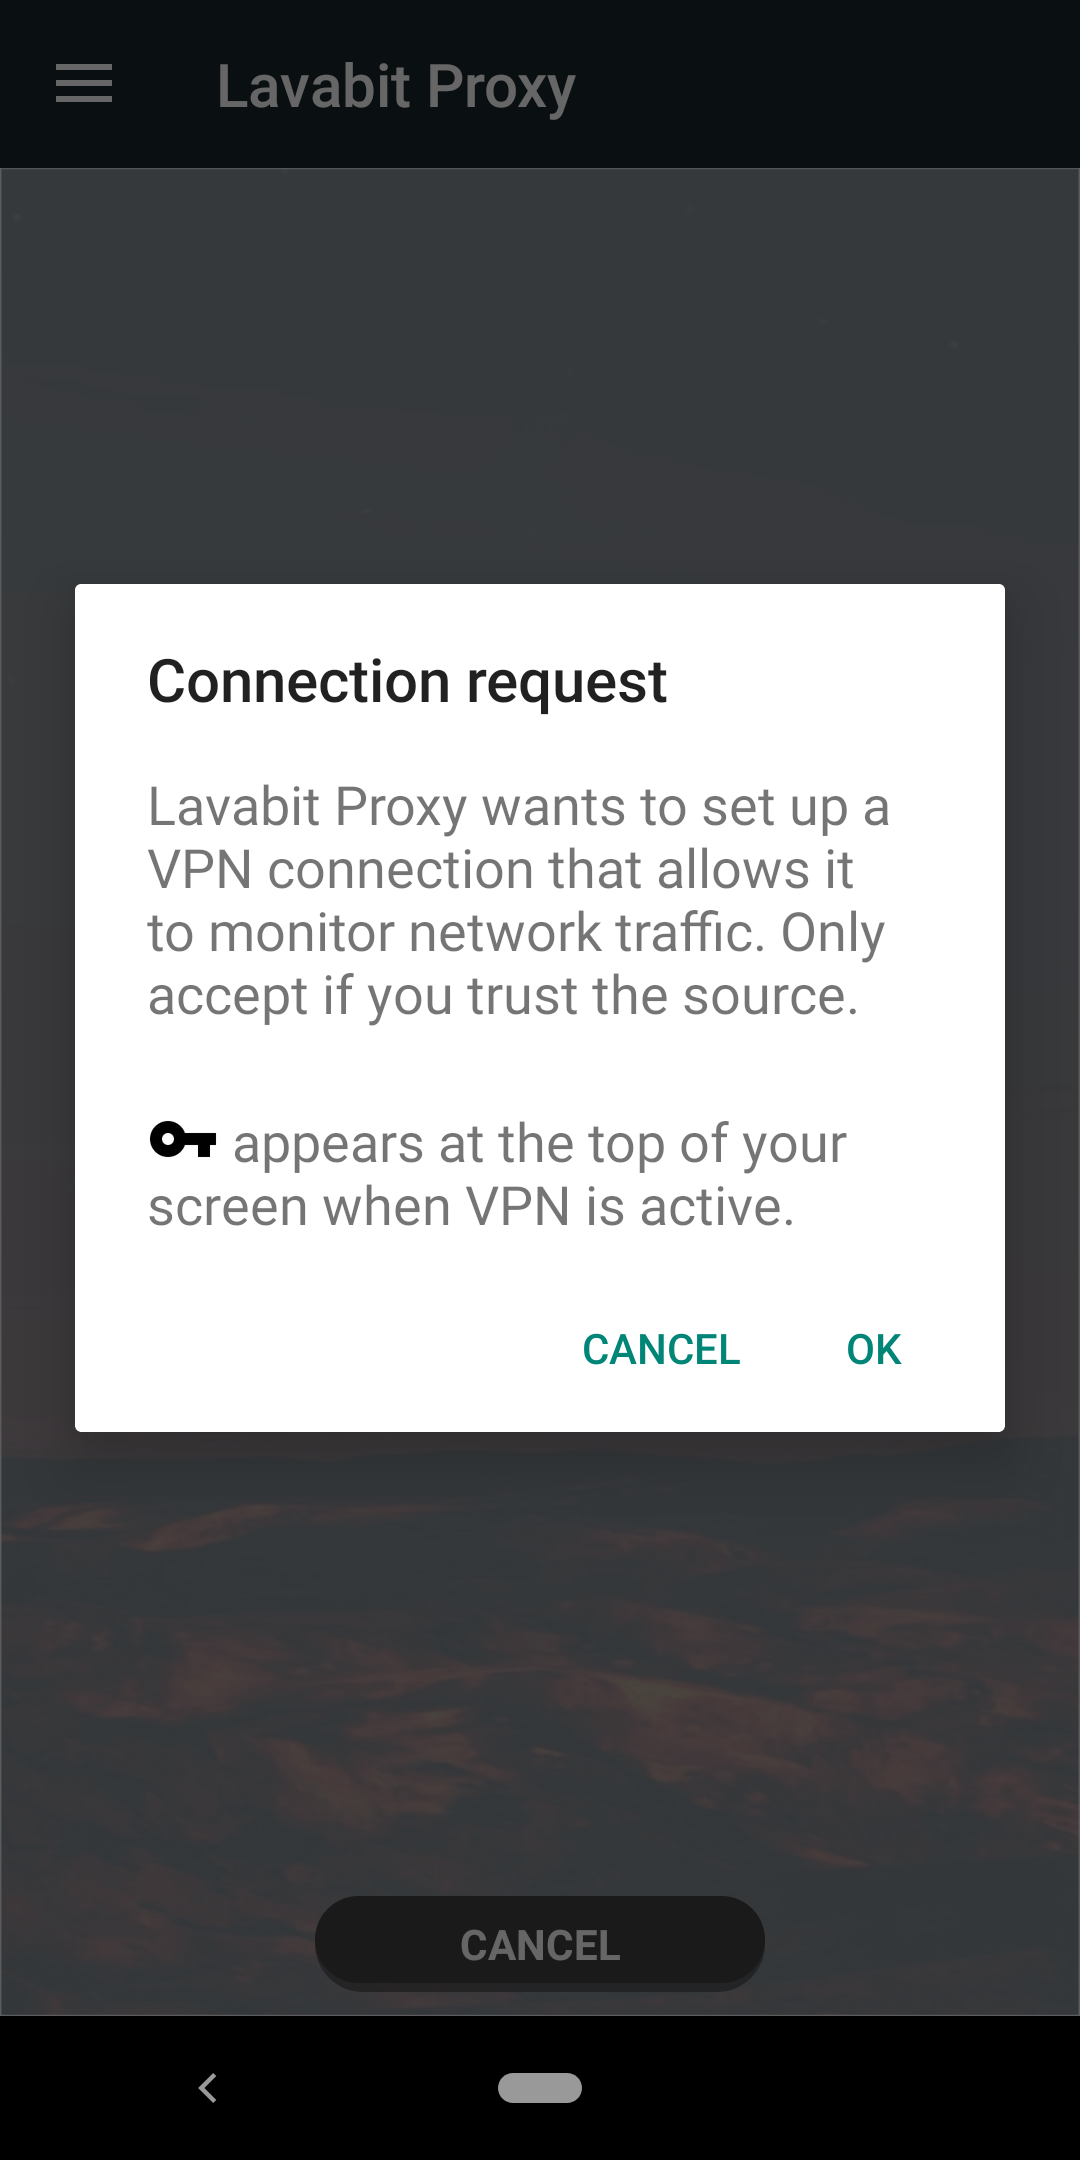 Lavabit Proxy
Connection request
Lavabit Proxy wants to set up a
VPN connection that allows it
to monitor network traffic. Only
accept if you trust the source.
appears at the top of your
screen when VPN is active.
CANCEL OK
CANCEL